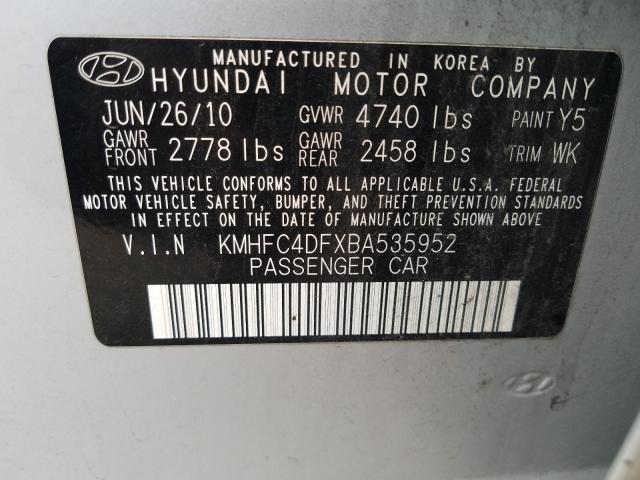 MANUFACTURED IN KOREA BY
HYUNDAI MOTOR COMPANY
JUN/26/10 GVWR 4740 lbs PAINT Y5
GAWR FRONT 2778 lbs GAWR REAR 2458 lbs TRIM WK
THIS VEHICLE CONFORMS TO ALL APPLICABLE U.S.A. FEDERAL
MOTOR VEHICLE SAFETY, BUMPER, AND THEFT PREVENTION STANDARDS
IN EFFECT ON THE DATE OF MANUFACTURE SHOWN ABOVE.
V.I.N KMHFC4DFXBA535952
PASSENGER CAR